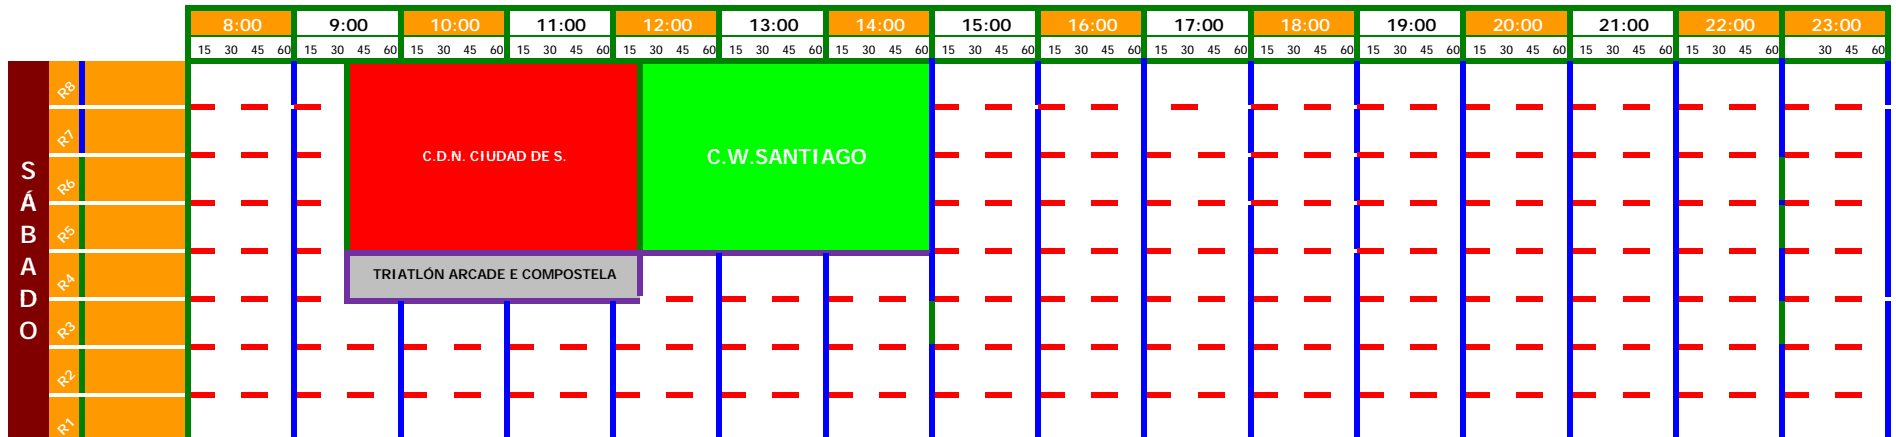 8:00 9:00 10:00 11:00 12:00 13:00 14:00 15:00 16:00 17:00 18:00 19:00 20:00 21:00 22:00 23:00
15 30 45 60 15 30 45 60 15 30 45 60 15 30 45 60 15 30 45 60 15 30 45 60 15 30 45 60 15 30 45 60 15 30 45 60 15 30 45 60 15 30 45 60 15 30 45 60 15 30 45 60 15 30 45 60 15 30 45 60 30 45 60
SÁBADO
R8
R7
C.D.N. CIUDAD DE S. C.W.SANTIAGO
R6
R5
R4 TRIATLÓN ARCADE E COMPOSTELA
R3
R2
R1